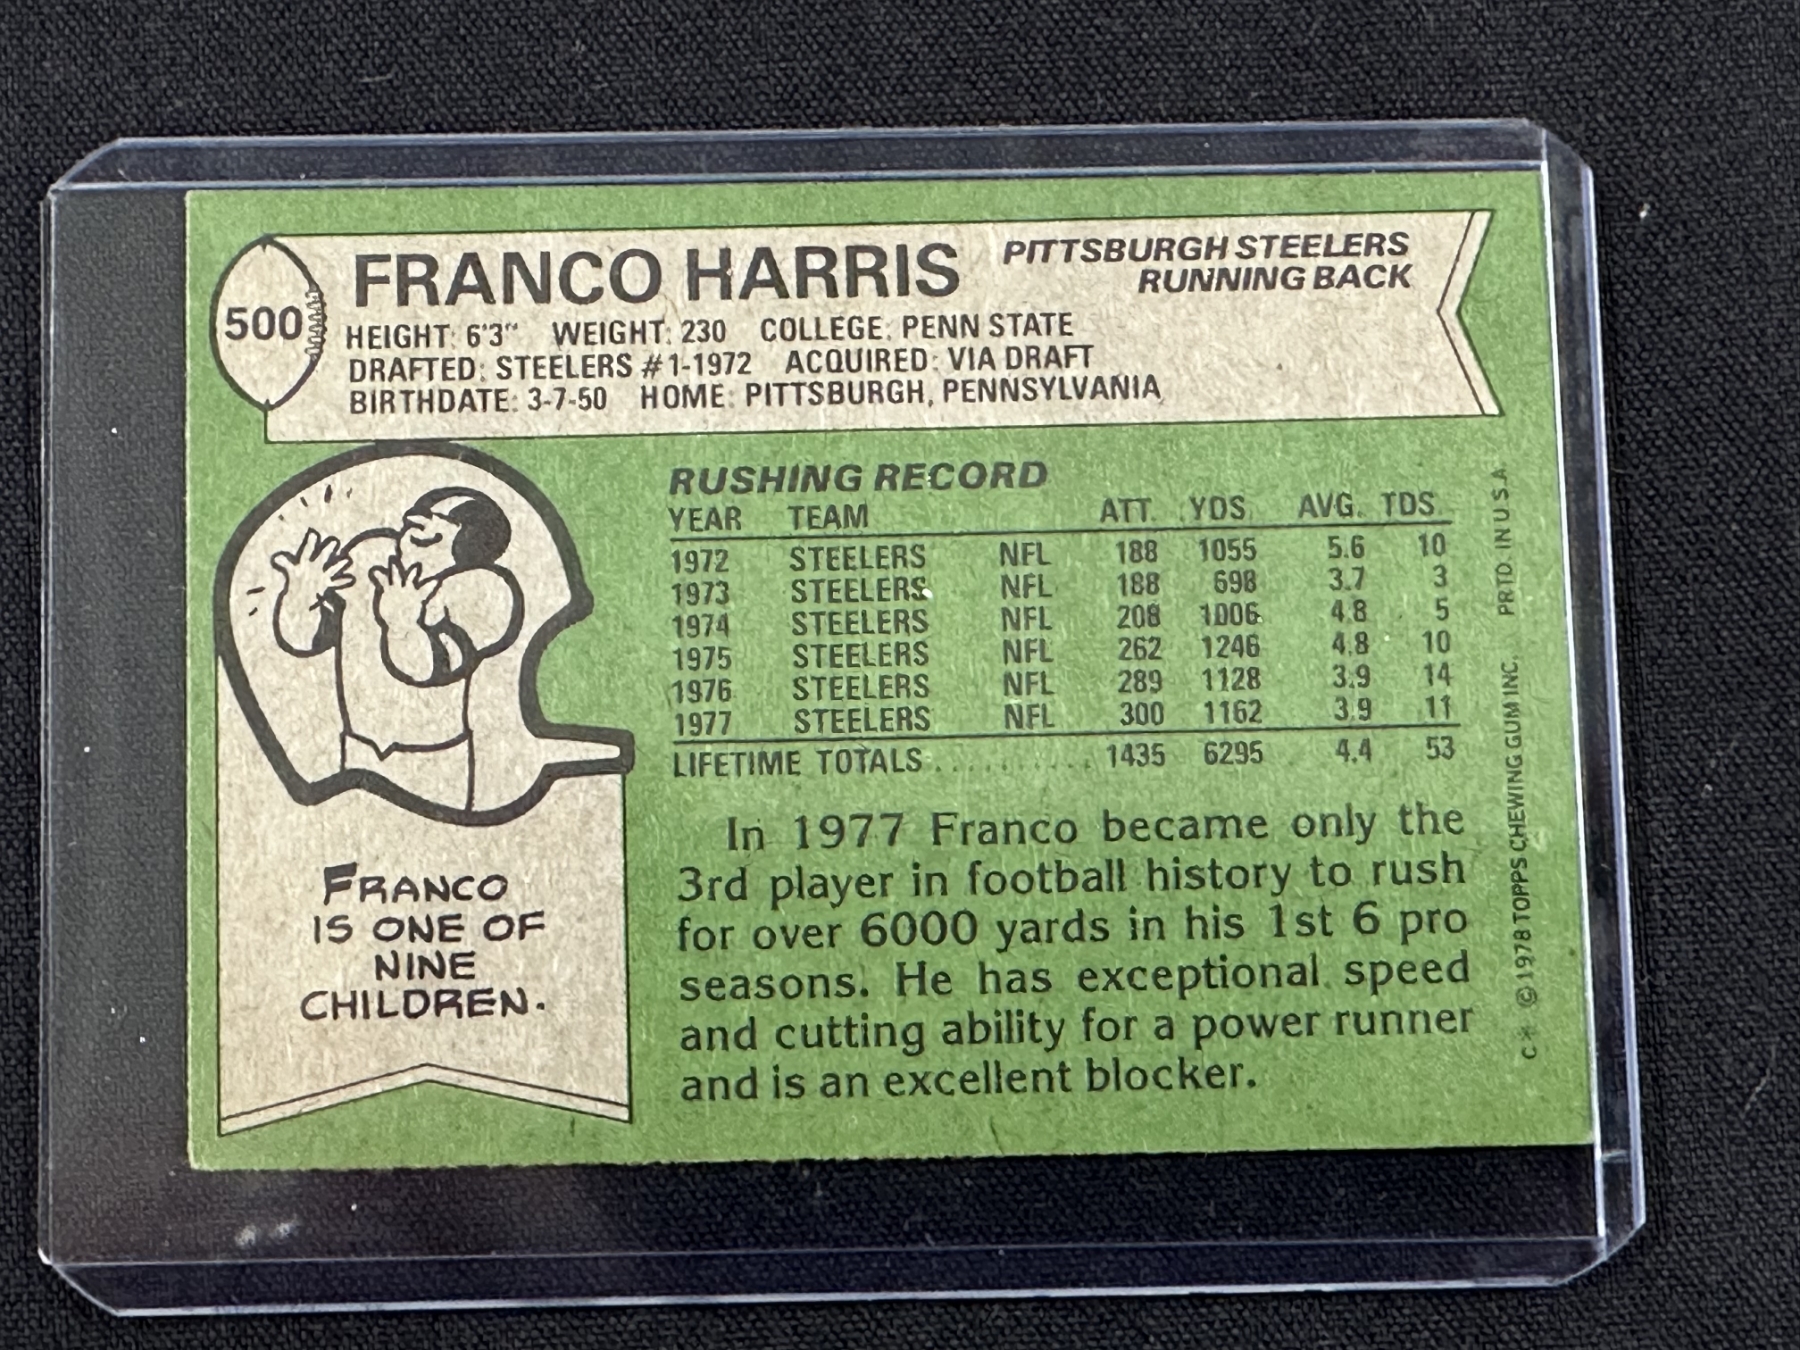 500
FRANCO HARRIS
PITTSBURGH STEELERS
RUNNING BACK
HEIGHT: 6'3" WEIGHT: 230 COLLEGE: PENN STATE
DRAFTED: STEELERS #1-1972 ACQUIRED: VIA DRAFT
BIRTHDATE: 3-7-50 HOME: PITTSBURGH, PENNSYLVANIA
FRANCO
IS ONE OF
NINE
CHILDREN.
RUSHING RECORD
YEAR TEAM ATT. YDS. AVG. TDS
1972 STEELERS NFL 188 1055 5.6 10
1973 STEELERS NFL 188 698 3.7 3
1974 STEELERS NFL 208 1006 4.8 5
1975 STEELERS NFL 262 1246 4.8 10
1976 STEELERS NFL 289 1128 3.9 14
1977 STEELERS NFL 300 1162 3.9 11
LIFETIME TOTALS . . . . . . . . . . 1435 6295 4.4 53
In 1977 Franco became only the
3rd player in football history to rush
for over 6000 yards in his 1st 6 pro
seasons. He has exceptional speed
and cutting ability for a power runner
and is an excellent blocker.
C* © 1978 TOPPS CHEWING GUM INC. PRTD. IN U.S.A.